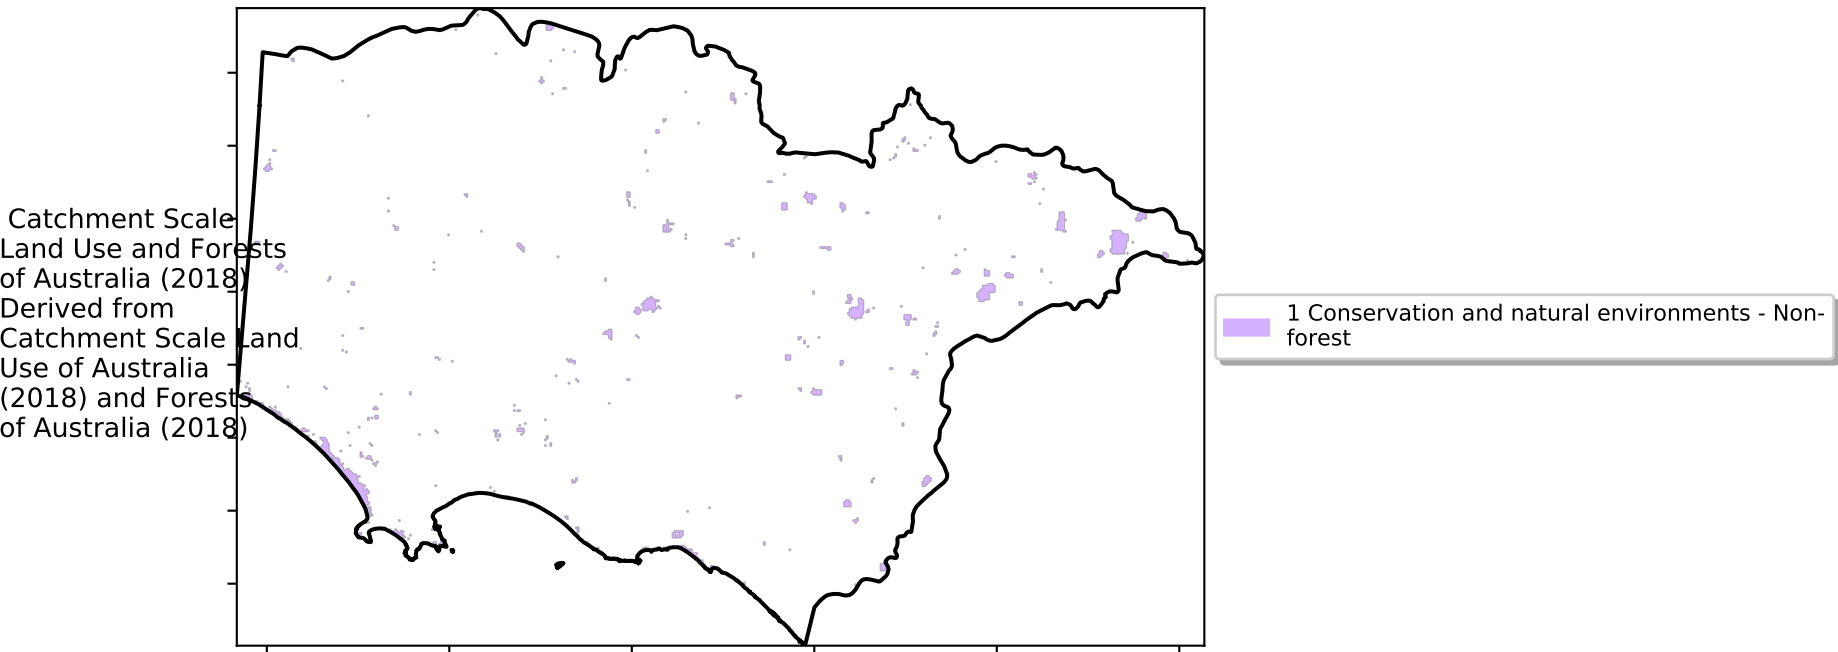 Catchment Scale
Land Use and Forests
of Australia (2018)
Derived from
Catchment Scale Land
Use of Australia
(2018) and Forests
of Australia (2018)
1 Conservation and natural environments - Non-
forest